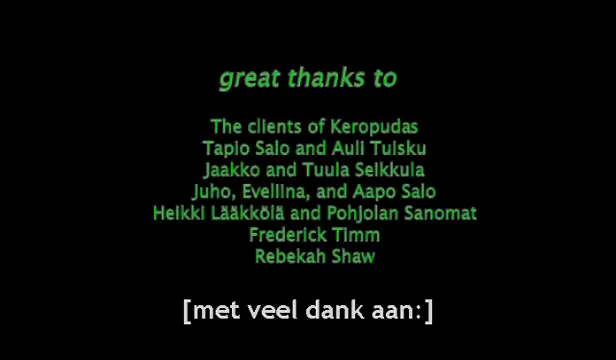 great thanks to
The clients of Keropudas
Tapio Salo and Auli Tuisku
Jaakko and Tuula Seikkula
Juho, Eveliina, and Aapo Salo
Heikki Lääkkölä and Pohjolan Sanomat
Frederick Timm
Rebekah Shaw
[met veel dank aan:]